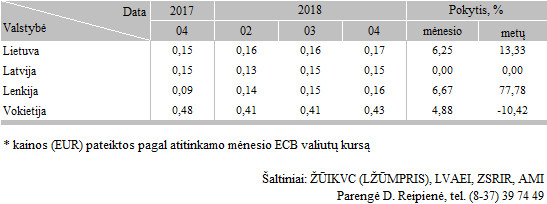 Data 2017 2018 Pokytis, %
Valstybė 04 02 03 04 mėnesio metų
Lietuva 0,15 0,16 0,16 0,17 6,25 13,33
Latvija 0,15 0,13 0,15 0,15 0,00 0,00
Lenkija 0,09 0,14 0,15 0,16 6,67 77,78
Vokietija 0,48 0,41 0,41 0,43 4,88 -10,42
* kainos (EUR) pateiktos pagal atitinkamo mėnesio ECB valiutų kursą
Šaltiniai: ŽŪIKVC (LŽŪMPRIS), LVAEI, ZSRIR, AMI
Parengė D. Reipienė, tel. (8-37) 39 74 49